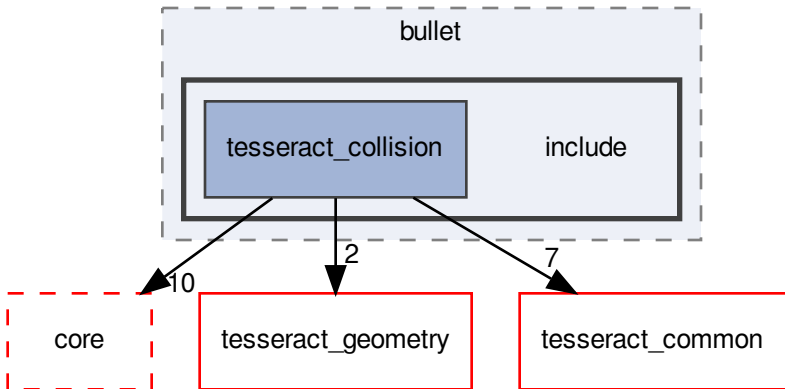 bullet
tesseract_collision
include
10
2
7
core
tesseract_geometry
tesseract_common